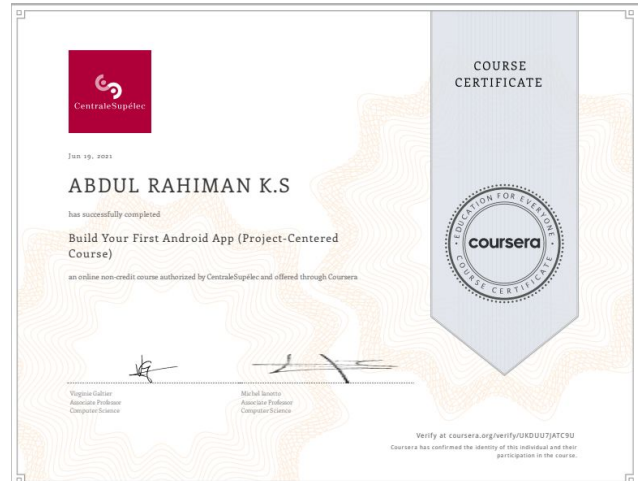 CentraleSupélec
COURSE
CERTIFICATE
Jun 19, 2021
ABDUL RAHIMAN K.S
has successfully completed
Build Your First Android App (Project-Centered
Course)
an online non-credit course authorized by CentraleSupélec and offered through Coursera
EDUCATION FOR EVERYONE
coursera
COURSE CERTIFICATE
Virginie Galtier
Associate Professor
Computer Science
Michel Ianotto
Associate Professor
Computer Science
Verify at coursera.org/verify/UKDUU7JATC9U
Coursera has confirmed the identity of this individual and their
participation in the course.